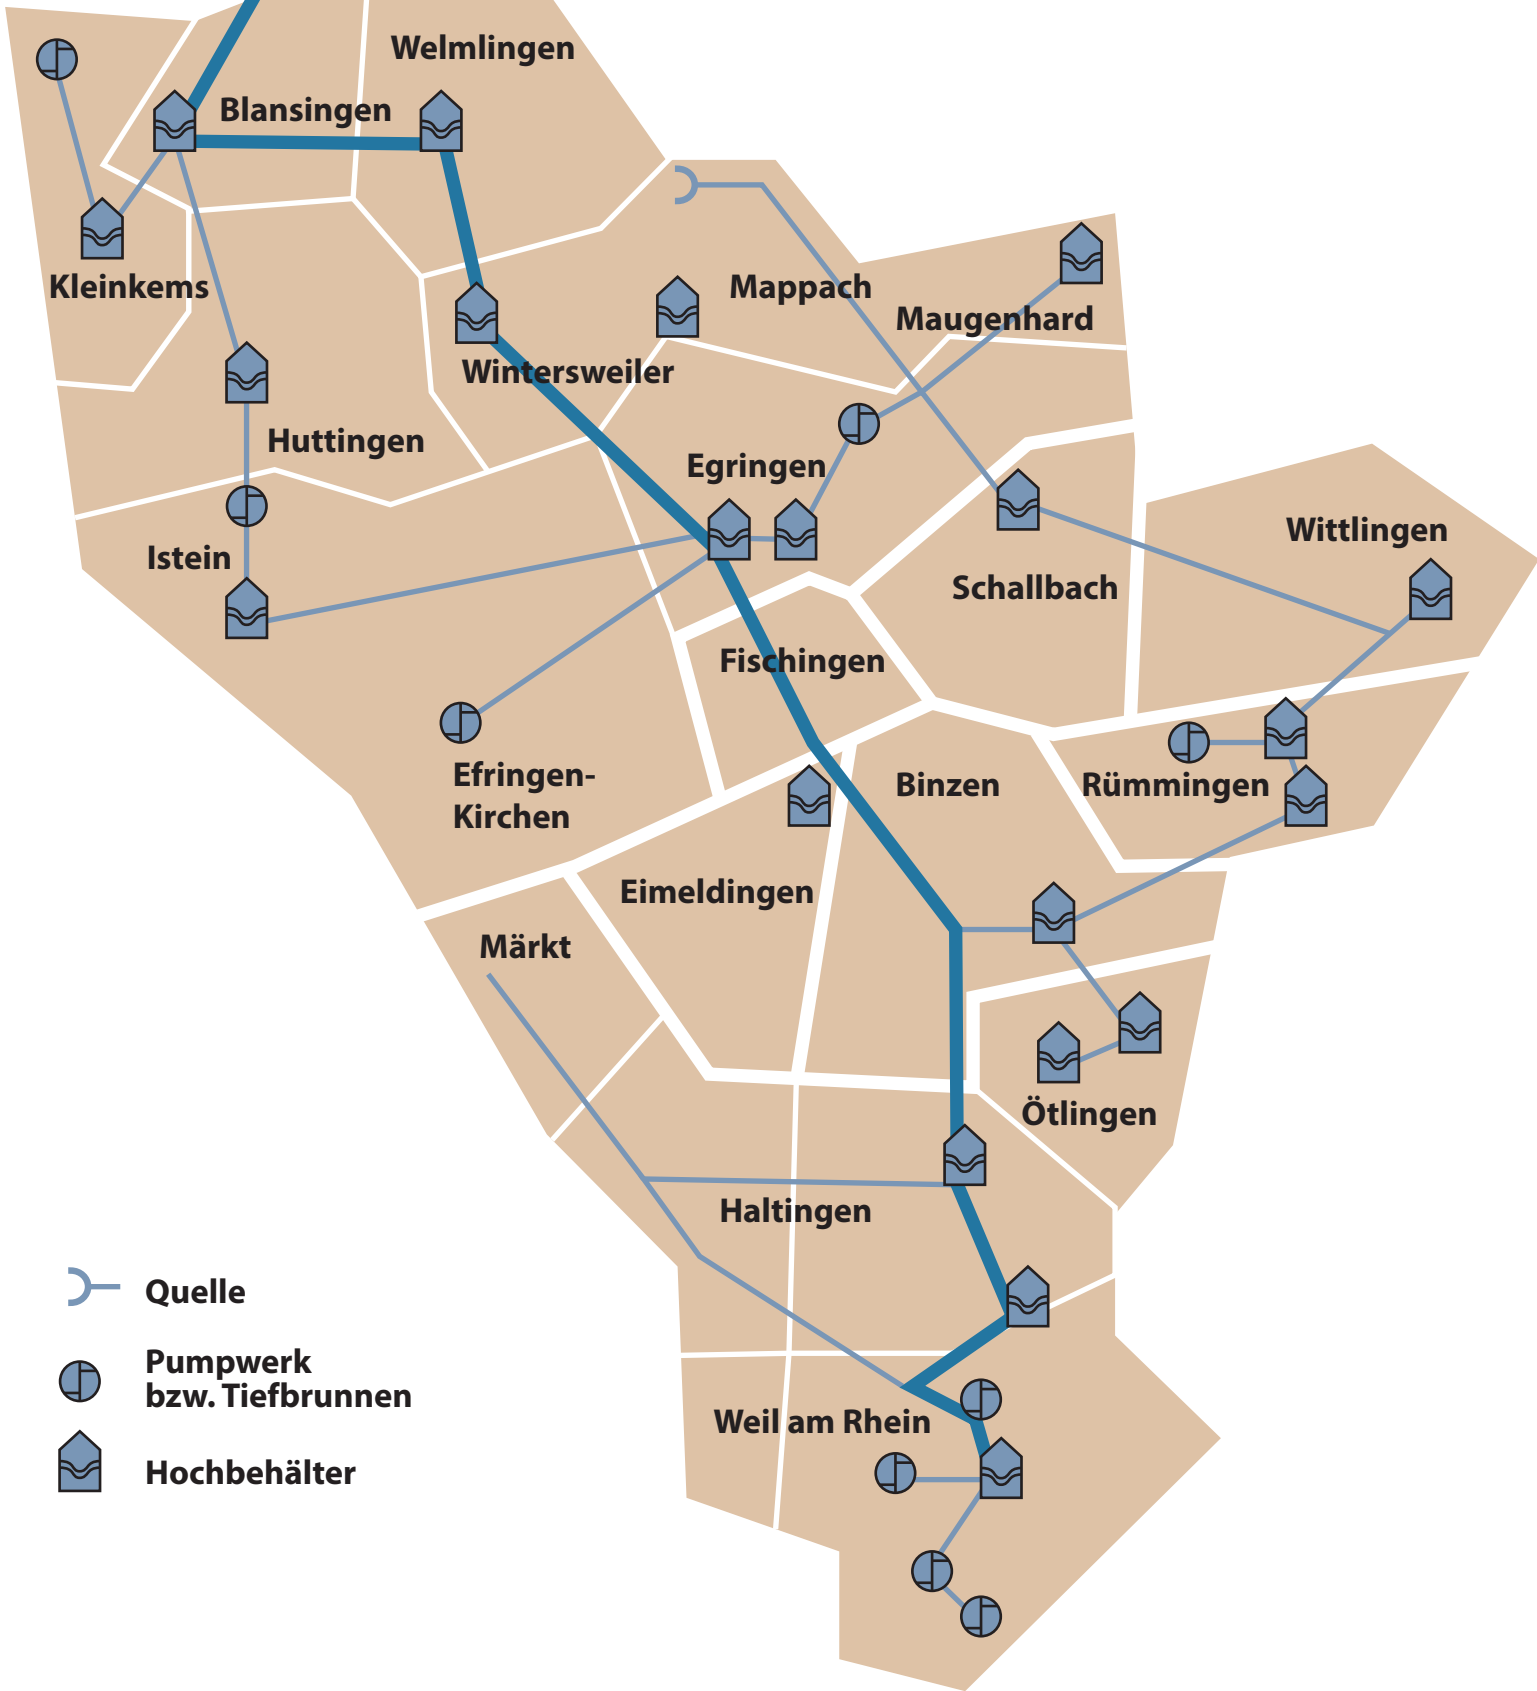 Welmlingen
Blansingen
Kleinkems
Mappach
Maugenhard
Wintersweiler
Huttingen
Egringen
Istein
Wittlingen
Schallbach
Fischingen
Efringen-
Kirchen
Binzen
Rümmingen
Eimeldingen
Märkt
Ötlingen
Haltingen
Weil am Rhein
Quelle
Pumpwerk
bzw. Tiefbrunnen
Hochbehälter